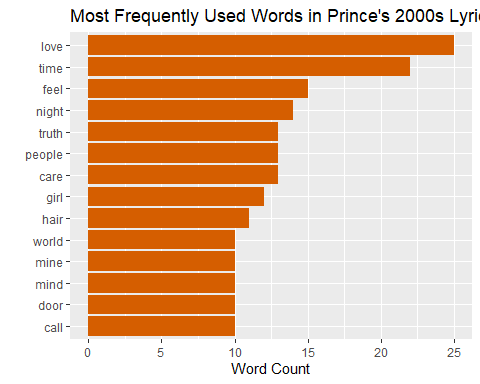 Most Frequently Used Words in Prince's 2000s Lyri
love
time
feel
night
truth
people
care
girl
hair
world
mine
mind
door
call
0 5 10 15 20 25
Word Count